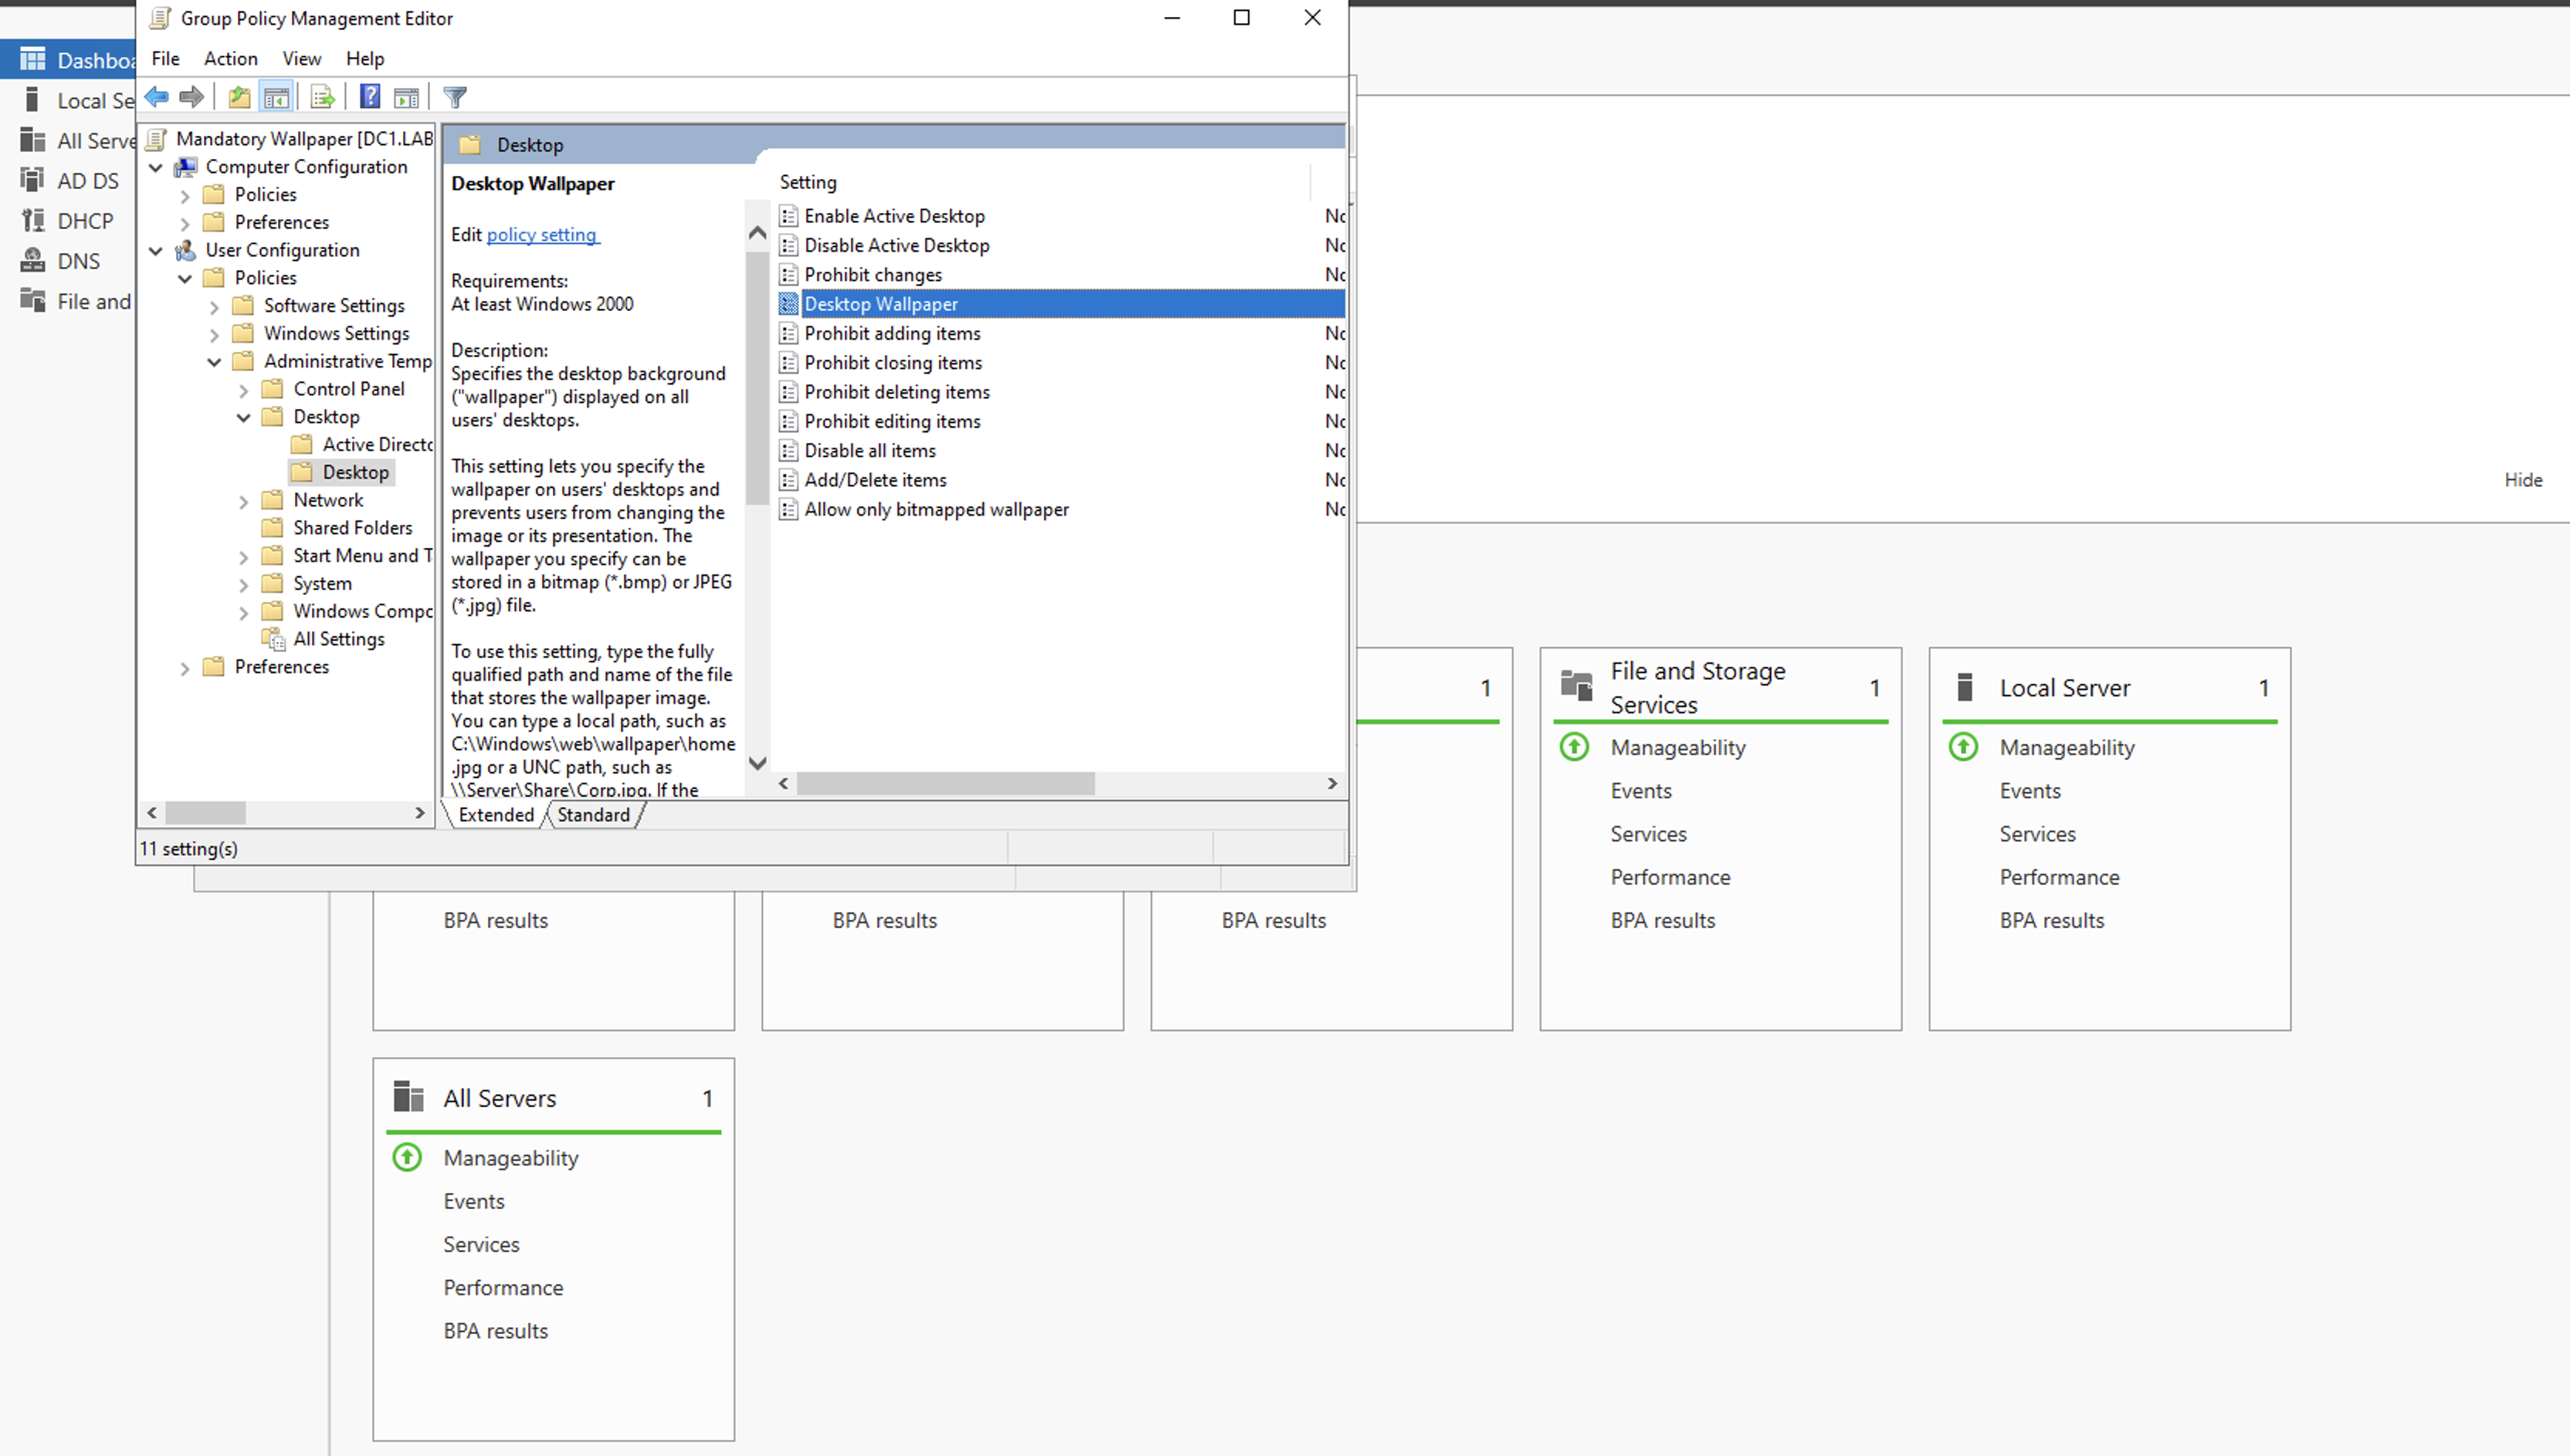 Group Policy Management Editor
File Action View Help
Dashboa
Local Se
All Serve
AD DS
DHCP
DNS
File and
Mandatory Wallpaper [DC1.LAB
Computer Configuration
Policies
Preferences
User Configuration
Policies
Software Settings
Windows Settings
Administrative Temp
Control Panel
Desktop
Active Directo
Desktop
Network
Shared Folders
Start Menu and T
System
Windows Compo
All Settings
Preferences
Desktop
Desktop Wallpaper
Edit policy setting
Requirements:
At least Windows 2000
Description:
Specifies the desktop background
("wallpaper") displayed on all
users' desktops.
This setting lets you specify the
wallpaper on users' desktops and
prevents users from changing the
image or its presentation. The
wallpaper you specify can be
stored in a bitmap (*.bmp) or JPEG
(*.jpg) file.
To use this setting, type the fully
qualified path and name of the file
that stores the wallpaper image.
You can type a local path, such as
C:\Windows\web\wallpaper\home
.jpg or a UNC path, such as
\\Server\Share\Corp.jpg. If the
Setting
Enable Active Desktop No
Disable Active Desktop No
Prohibit changes No
Desktop Wallpaper
Prohibit adding items No
Prohibit closing items No
Prohibit deleting items No
Prohibit editing items No
Disable all items No
Add/Delete items No
Allow only bitmapped wallpaper No
Extended Standard
11 setting(s)
Hide
1
File and Storage
Services
1
Manageability
Events
Services
Performance
BPA results
Local Server 1
Manageability
Events
Services
Performance
BPA results
BPA results
BPA results
BPA results
All Servers 1
Manageability
Events
Services
Performance
BPA results